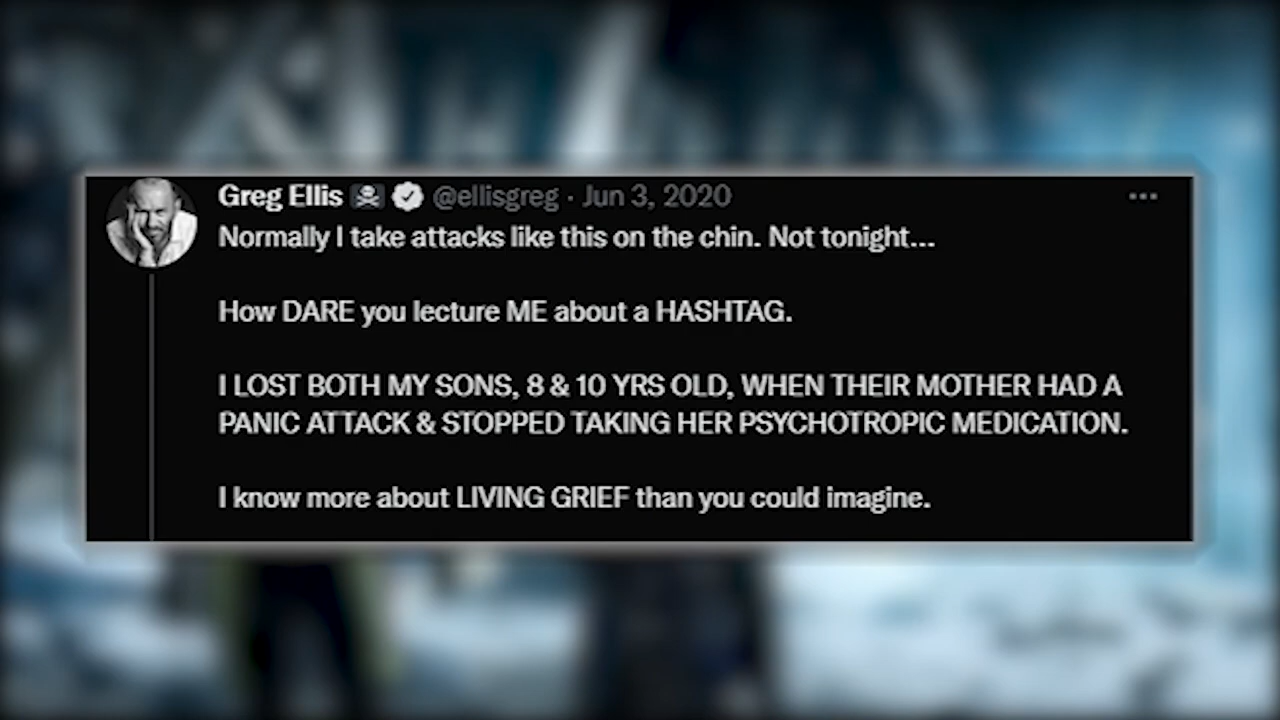 Greg Ellis ☠ @ellisgreg · Jun 3, 2020
Normally I take attacks like this on the chin. Not tonight...
How DARE you lecture ME about a HASHTAG.
I LOST BOTH MY SONS, 8 & 10 YRS OLD, WHEN THEIR MOTHER HAD A
PANIC ATTACK & STOPPED TAKING HER PSYCHOTROPIC MEDICATION.
I know more about LIVING GRIEF than you could imagine.